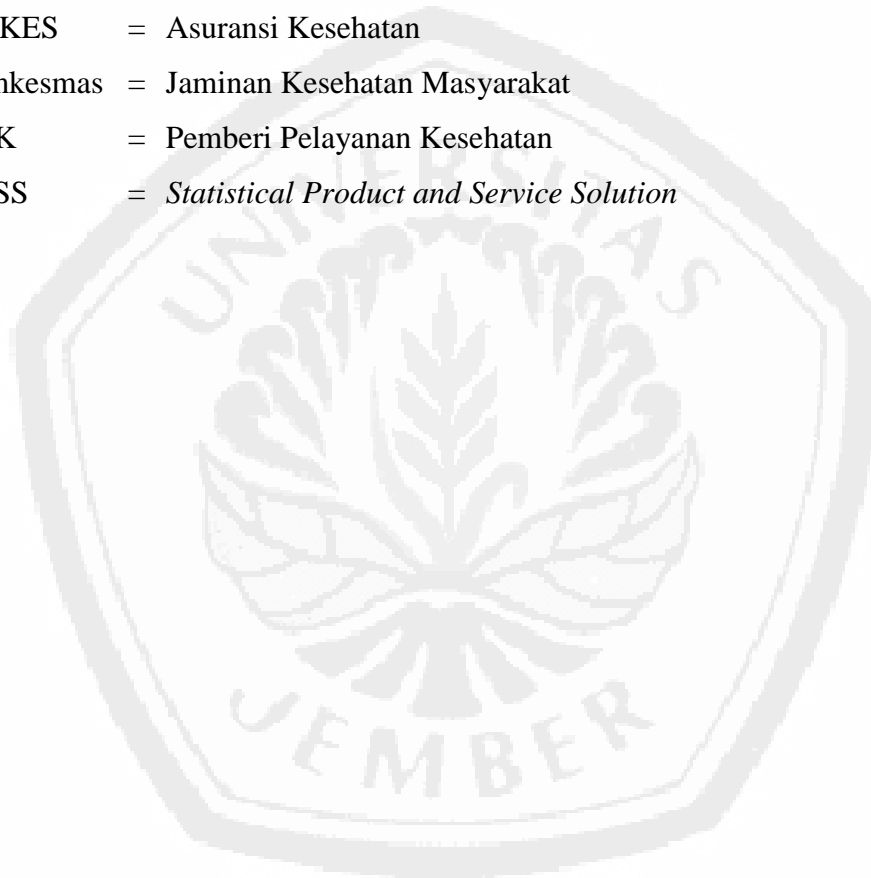 KES = Asuransi Kesehatan
nkesmas = Jaminan Kesehatan Masyarakat
K = Pemberi Pelayanan Kesehatan
SS = Statistical Product and Service Solution
UNIVERSITAS
JEMBER